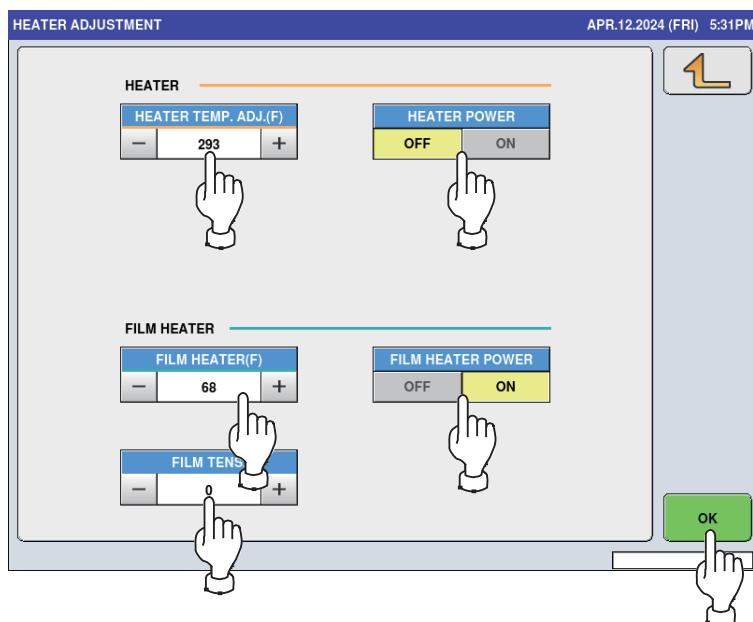 HEATER ADJUSTMENT APR.12.2024 (FRI) 5:31PM
HEATER
HEATER TEMP. ADJ.(F) HEATER POWER
− 293 + OFF ON
FILM HEATER
FILM HEATER(F) FILM HEATER POWER
− 68 + OFF ON
FILM
− 0 +
OK